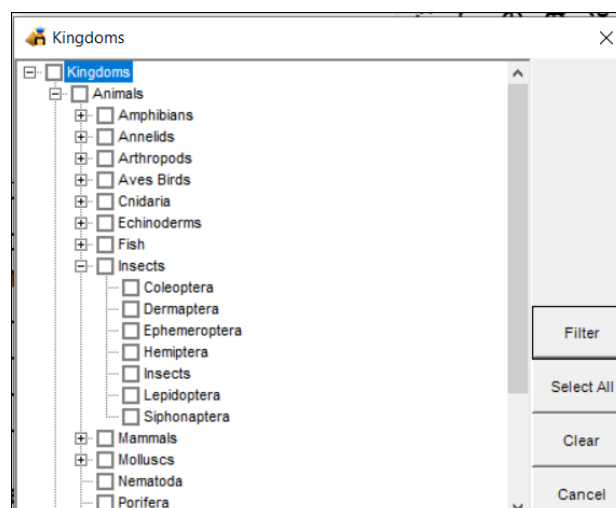 Kingdoms
Kingdoms
Animals
Amphibians
Annelids
Arthropods
Aves Birds
Cnidaria
Echinoderms
Fish
Insects
Coleoptera
Dermaptera
Ephemeroptera
Hemiptera
Insects
Lepidoptera
Siphonaptera
Mammals
Molluscs
Nematoda
Porifera
Filter
Select All
Clear
Cancel